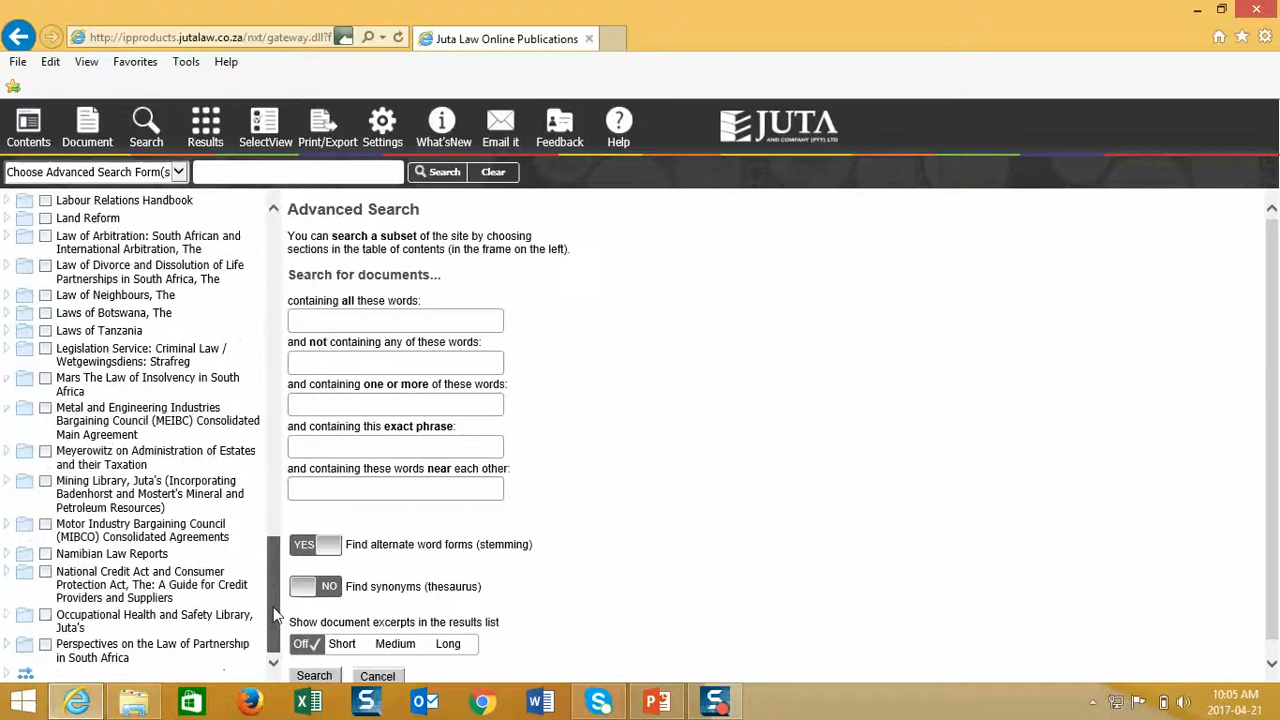 http://ipproducts.jutalaw.co.za/nxt/gateway.dll?f
Juta Law Online Publications
File Edit View Favorites Tools Help
Contents Document Search Results SelectView Print/Export Settings What'sNew Email it Feedback Help
JUTA
AND COMPANY (PTY) LTD
Choose Advanced Search Form(s Search Clear
Labour Relations Handbook
Land Reform
Law of Arbitration: South African and
International Arbitration, The
Law of Divorce and Dissolution of Life
Partnerships in South Africa, The
Law of Neighbours, The
Laws of Botswana, The
Laws of Tanzania
Legislation Service: Criminal Law /
Wetgewingsdiens: Strafreg
Mars The Law of Insolvency in South
Africa
Metal and Engineering Industries
Bargaining Council (MEIBC) Consolidated
Main Agreement
Meyerowitz on Administration of Estates
and their Taxation
Mining Library, Juta's (Incorporating
Badenhorst and Mostert's Mineral and
Petroleum Resources)
Motor Industry Bargaining Council
(MIBCO) Consolidated Agreements
Namibian Law Reports
National Credit Act and Consumer
Protection Act, The: A Guide for Credit
Providers and Suppliers
Occupational Health and Safety Library,
Juta's
Perspectives on the Law of Partnership
in South Africa
Advanced Search
You can search a subset of the site by choosing
sections in the table of contents (in the frame on the left).
Search for documents...
containing all these words:
and not containing any of these words:
and containing one or more of these words:
and containing this exact phrase:
and containing these words near each other:
YES Find alternate word forms (stemming)
NO Find synonyms (thesaurus)
Show document excerpts in the results list
Off Short Medium Long
Search Cancel
10:05 AM
2017-04-21